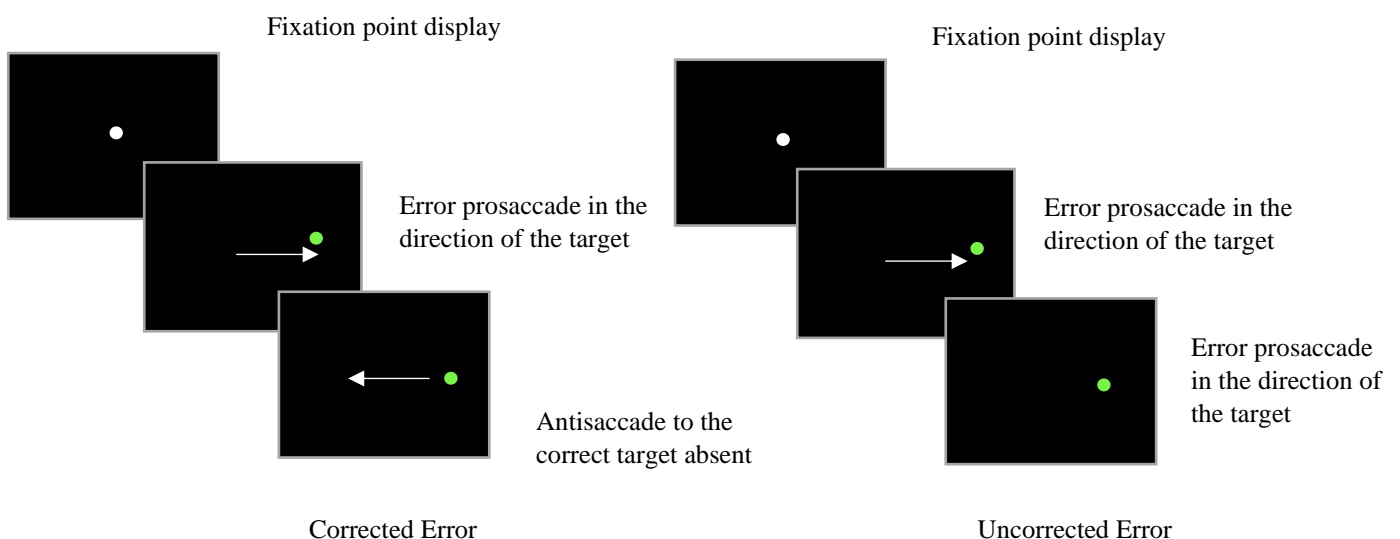 Fixation point display
Error prosaccade in the
direction of the target
Antisaccade to the
correct target absent
Corrected Error
Fixation point display
Error prosaccade in the
direction of the target
Error prosaccade
in the direction of
the target
Uncorrected Error